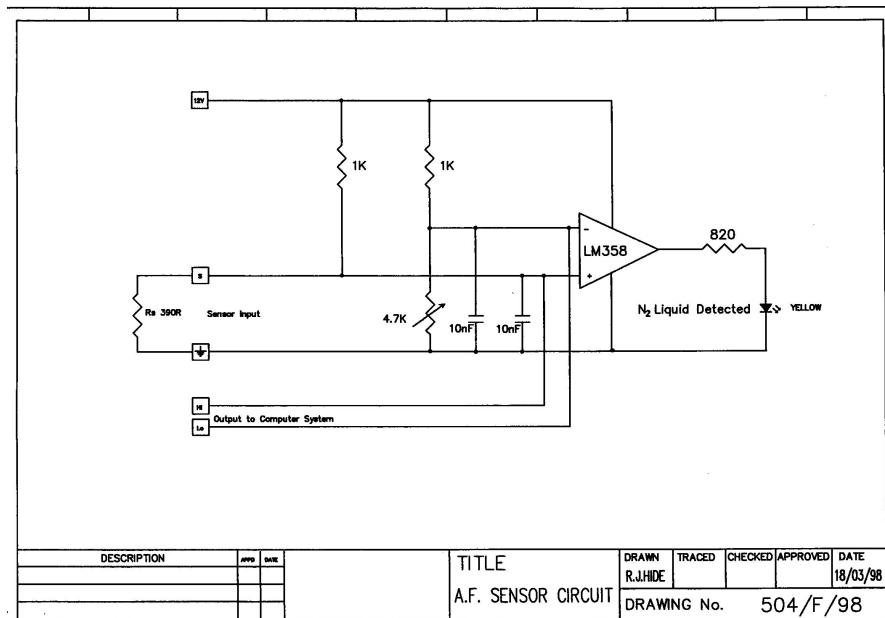 12V
1K
1K
820
LM358
-
+
S
Rs 390R
Sensor Input
4.7K
10nF
10nF
N2 Liquid Detected
YELLOW
Hi
Lo
Output to Computer System
DESCRIPTION
APPD
DATE
TITLE
A.F. SENSOR CIRCUIT
DRAWN
R.J.HIDE
TRACED
CHECKED
APPROVED
DATE
18/03/98
DRAWING No.
504/F/98